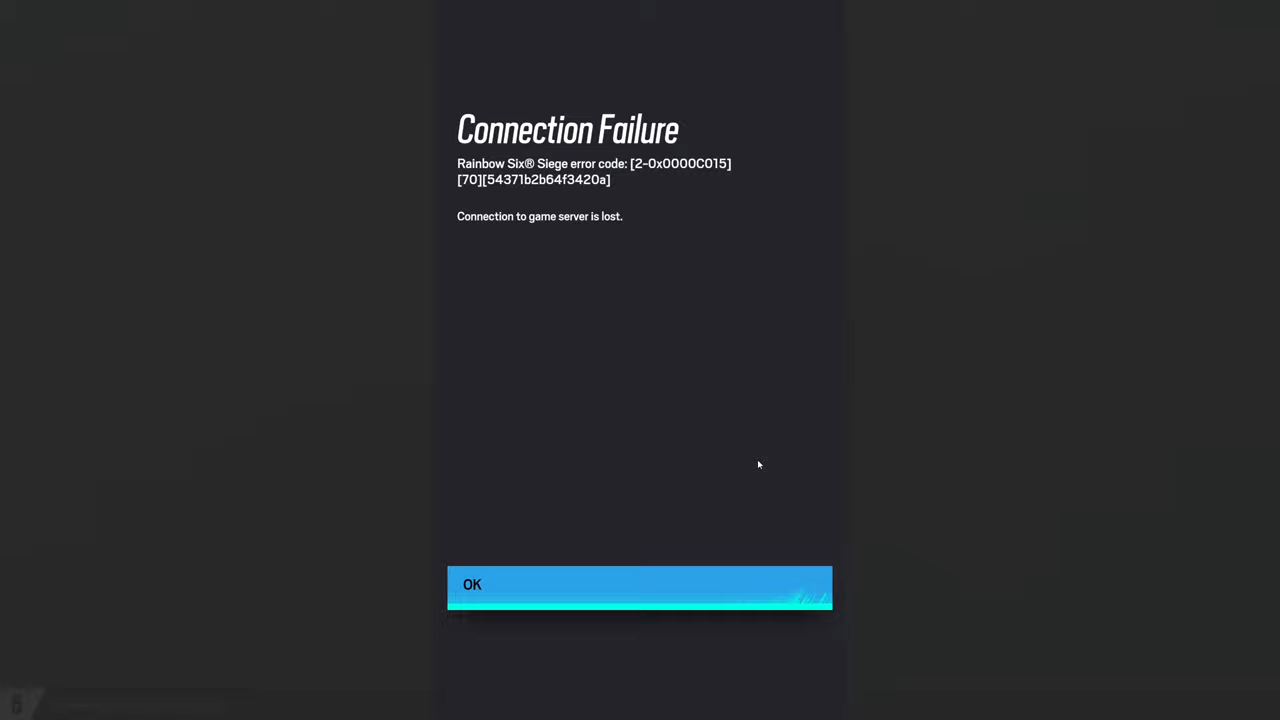 Connection Failure
Rainbow Six® Siege error code: [2-0x0000C015]
[70][54371b2b64f3420a]
Connection to game server is lost.
OK